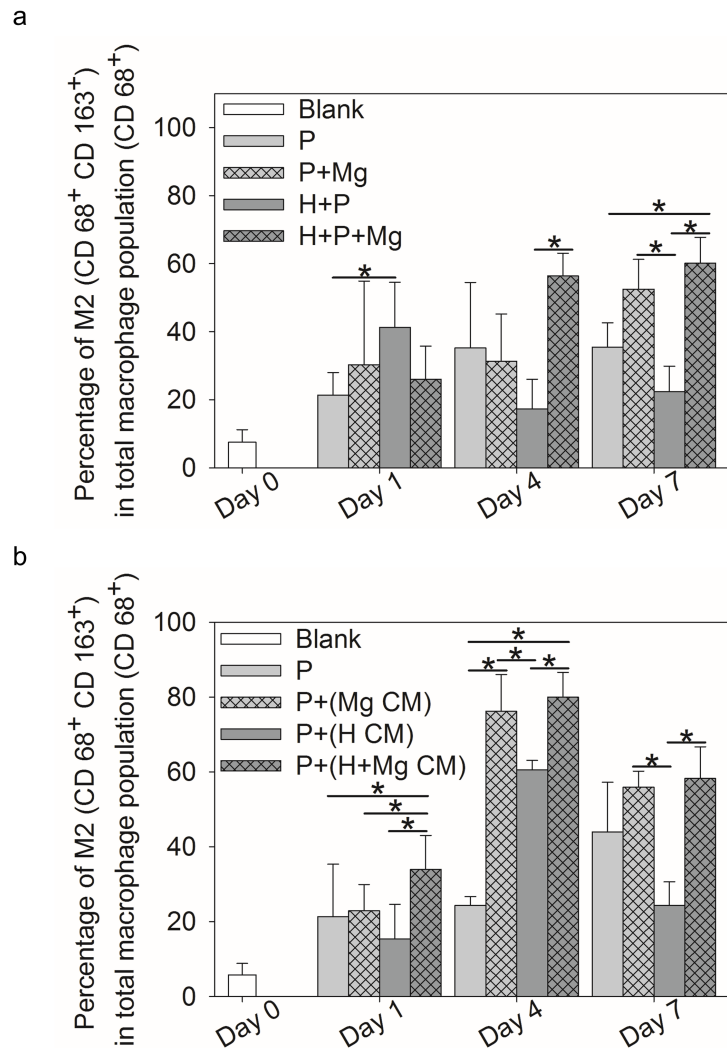 a
Percentage of M2 (CD 68⁺ CD 163⁺)
in total macrophage population (CD 68⁺)
100
80
60
40
20
0
Blank
P
P+Mg
H+P
H+P+Mg
*
*
*
*
*
Day 0
Day 1
Day 4
Day 7
b
Percentage of M2 (CD 68⁺ CD 163⁺)
in total macrophage population (CD 68⁺)
100
80
60
40
20
0
Blank
P
P+(Mg CM)
P+(H CM)
P+(H+Mg CM)
*
*
*
*
*
*
*
*
*
Day 0
Day 1
Day 4
Day 7